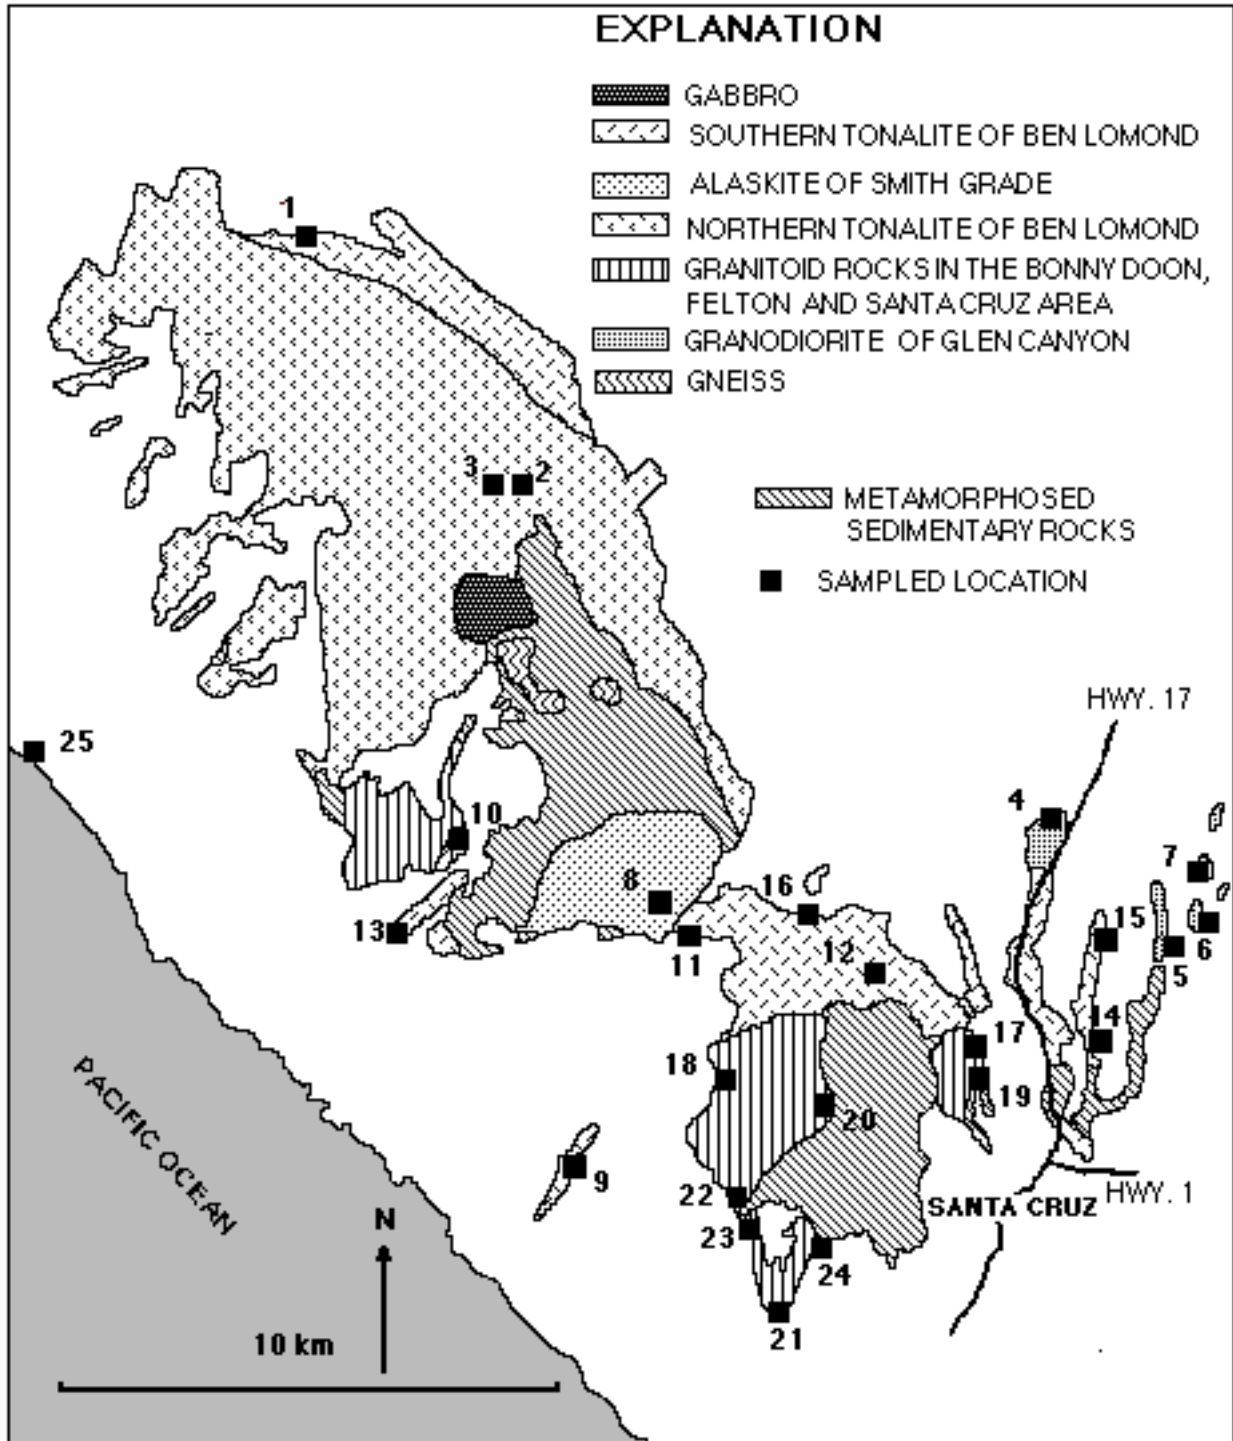 EXPLANATION
GABBRO
SOUTHERN TONALITE OF BEN LOMOND
ALASKITE OF SMITH GRADE
NORTHERN TONALITE OF BEN LOMOND
GRANITOID ROCKS IN THE BONNY DOON,
FELTON AND SANTA CRUZ AREA
GRANODIORITE OF GLEN CANYON
GNEISS
METAMORPHOSED
SEDIMENTARY ROCKS
SAMPLED LOCATION
1
3
2
HWY. 17
25
4
10
7
8
16
15
13
11
12
6
5
14
17
18
19
20
PACIFIC OCEAN
9
22
HWY. 1
SANTA CRUZ
N
23
24
21
10 km